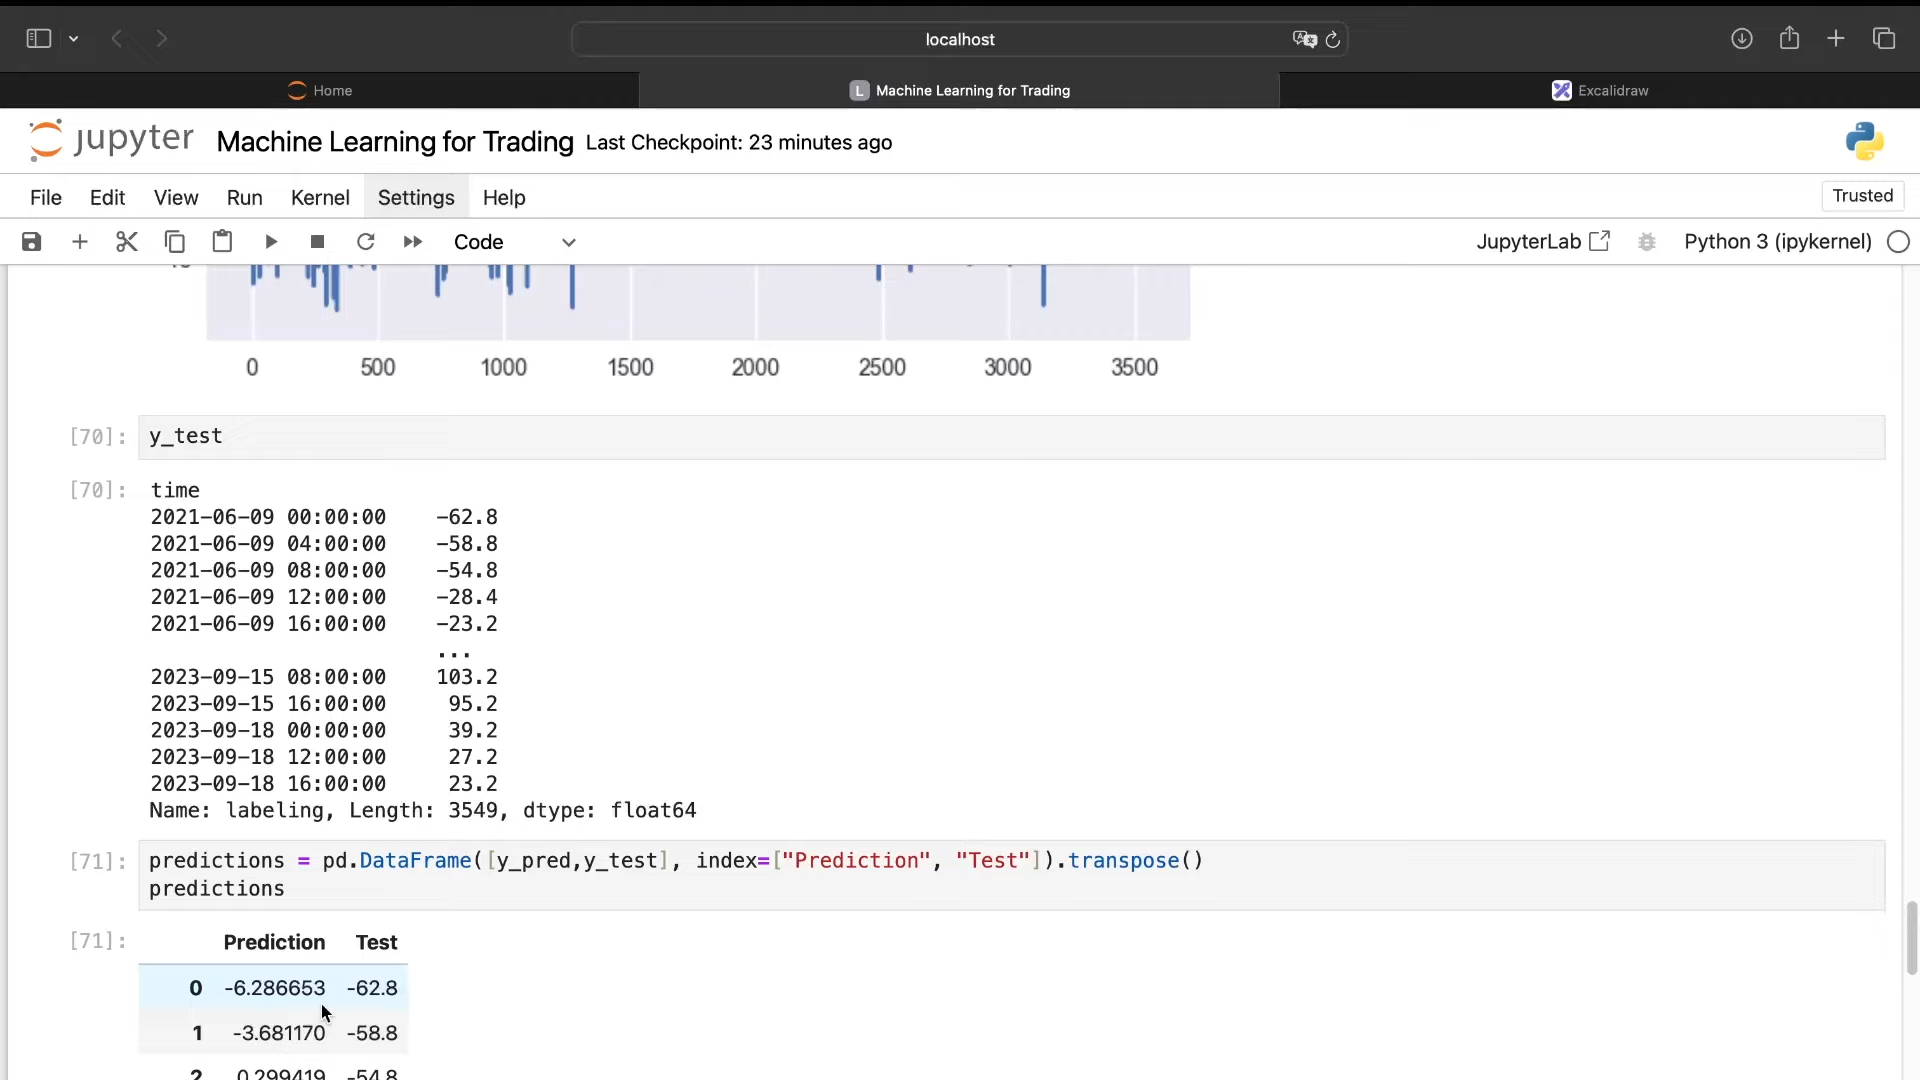 localhost
Home
L Machine Learning for Trading
Excalidraw
jupyter Machine Learning for Trading Last Checkpoint: 23 minutes ago
File Edit View Run Kernel Settings Help
Trusted
Code
JupyterLab
Python 3 (ipykernel)
0 500 1000 1500 2000 2500 3000 3500
[70]: y_test
[70]: time
2021-06-09 00:00:00 -62.8
2021-06-09 04:00:00 -58.8
2021-06-09 08:00:00 -54.8
2021-06-09 12:00:00 -28.4
2021-06-09 16:00:00 -23.2
...
2023-09-15 08:00:00 103.2
2023-09-15 16:00:00 95.2
2023-09-18 00:00:00 39.2
2023-09-18 12:00:00 27.2
2023-09-18 16:00:00 23.2
Name: labeling, Length: 3549, dtype: float64
[71]: predictions = pd.DataFrame([y_pred,y_test], index=["Prediction", "Test"]).transpose()
predictions
[71]: Prediction Test
0 -6.286653 -62.8
1 -3.681170 -58.8
2 0.299419 -54.8